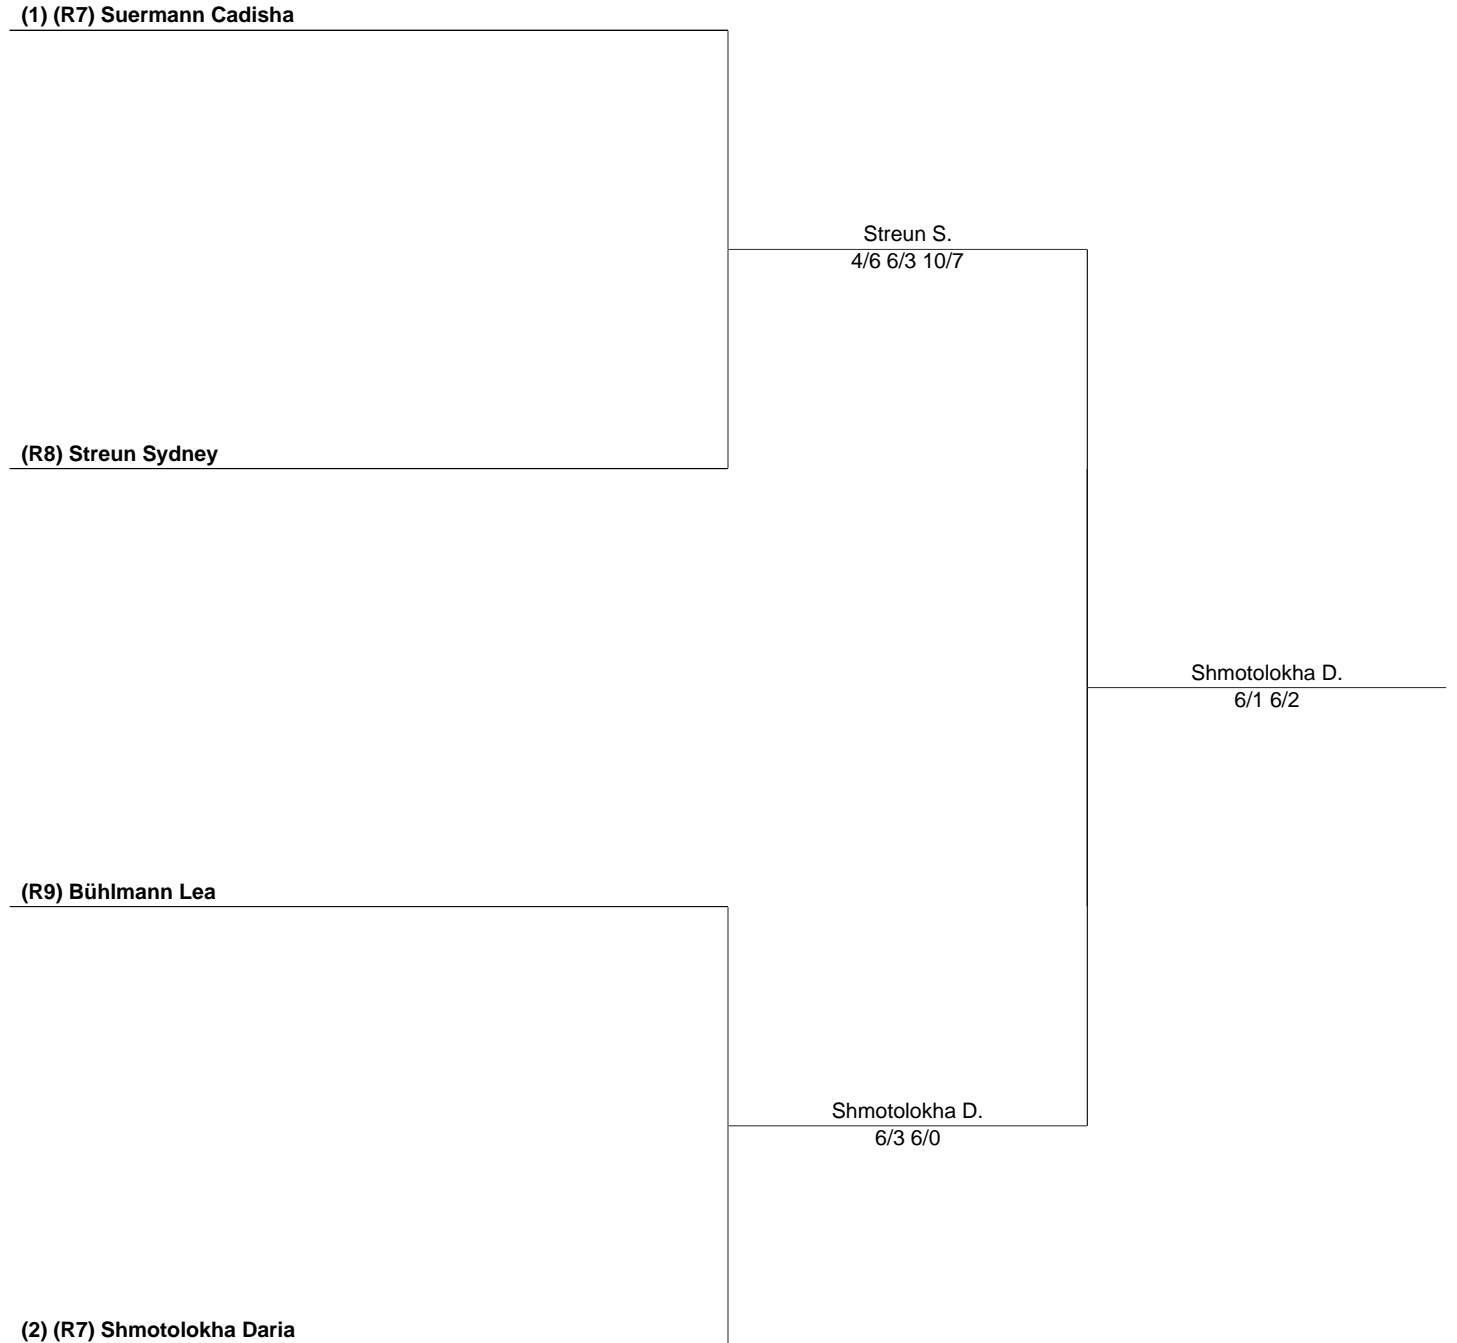 (1) (R7) Suermann Cadisha
Streun S.
4/6 6/3 10/7
(R8) Streun Sydney
Shmotolokha D.
6/1 6/2
(R9) Bühlmann Lea
Shmotolokha D.
6/3 6/0
(2) (R7) Shmotolokha Daria